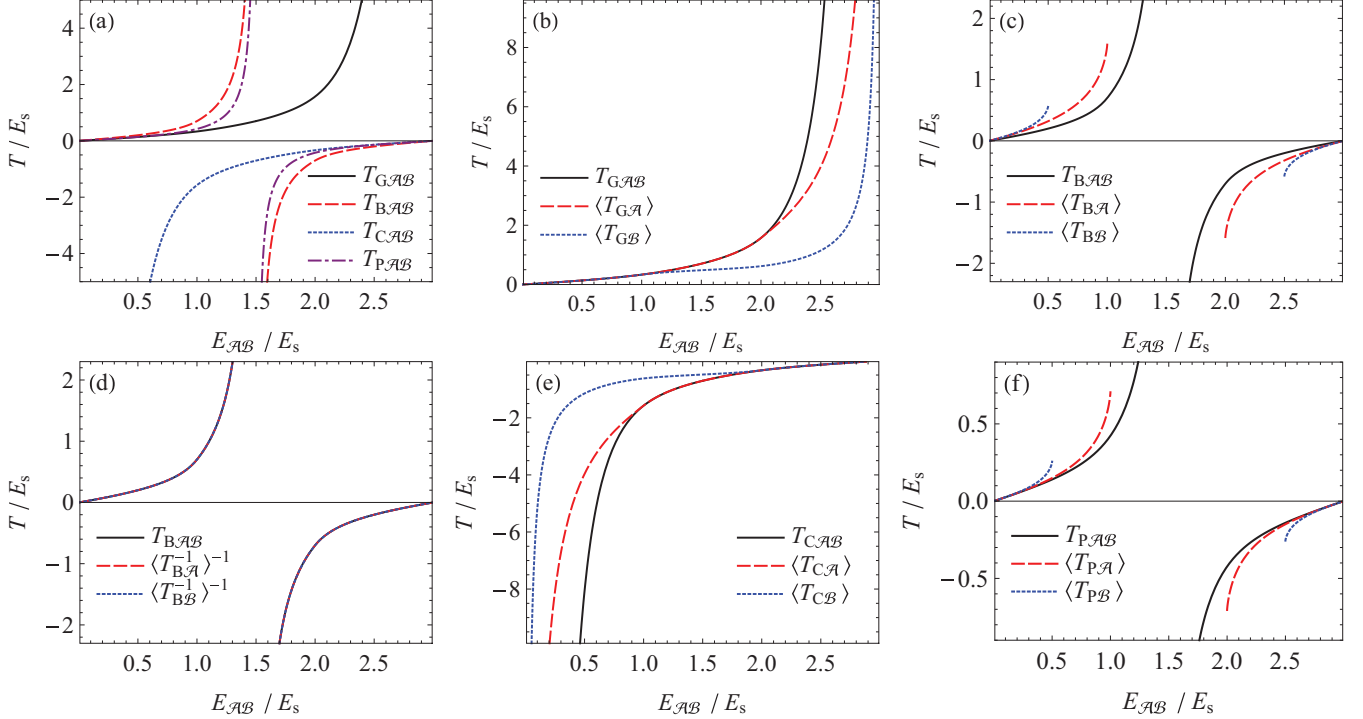 (a)
4
2
0
−2
−4
T / E_s
T_G𝒜ℬ
T_B𝒜ℬ
T_C𝒜ℬ
T_P𝒜ℬ
0.5 1.0 1.5 2.0 2.5
E_𝒜ℬ / E_s
(b)
8
6
4
2
0
T / E_s
T_G𝒜ℬ
⟨T_G𝒜⟩
⟨T_Gℬ⟩
0.5 1.0 1.5 2.0 2.5
E_𝒜ℬ / E_s
(c)
2
1
0
−1
−2
T / E_s
T_B𝒜ℬ
⟨T_B𝒜⟩
⟨T_Bℬ⟩
0.5 1.0 1.5 2.0 2.5
E_𝒜ℬ / E_s
(d)
2
1
0
−1
−2
T / E_s
T_B𝒜ℬ
⟨T_B𝒜^−1⟩^−1
⟨T_Bℬ^−1⟩^−1
0.5 1.0 1.5 2.0 2.5
E_𝒜ℬ / E_s
(e)
−2
−4
−6
−8
T / E_s
T_C𝒜ℬ
⟨T_C𝒜⟩
⟨T_Cℬ⟩
0.5 1.0 1.5 2.0 2.5
E_𝒜ℬ / E_s
(f)
0.5
0.0
−0.5
T / E_s
T_P𝒜ℬ
⟨T_P𝒜⟩
⟨T_Pℬ⟩
0.5 1.0 1.5 2.0 2.5
E_𝒜ℬ / E_s